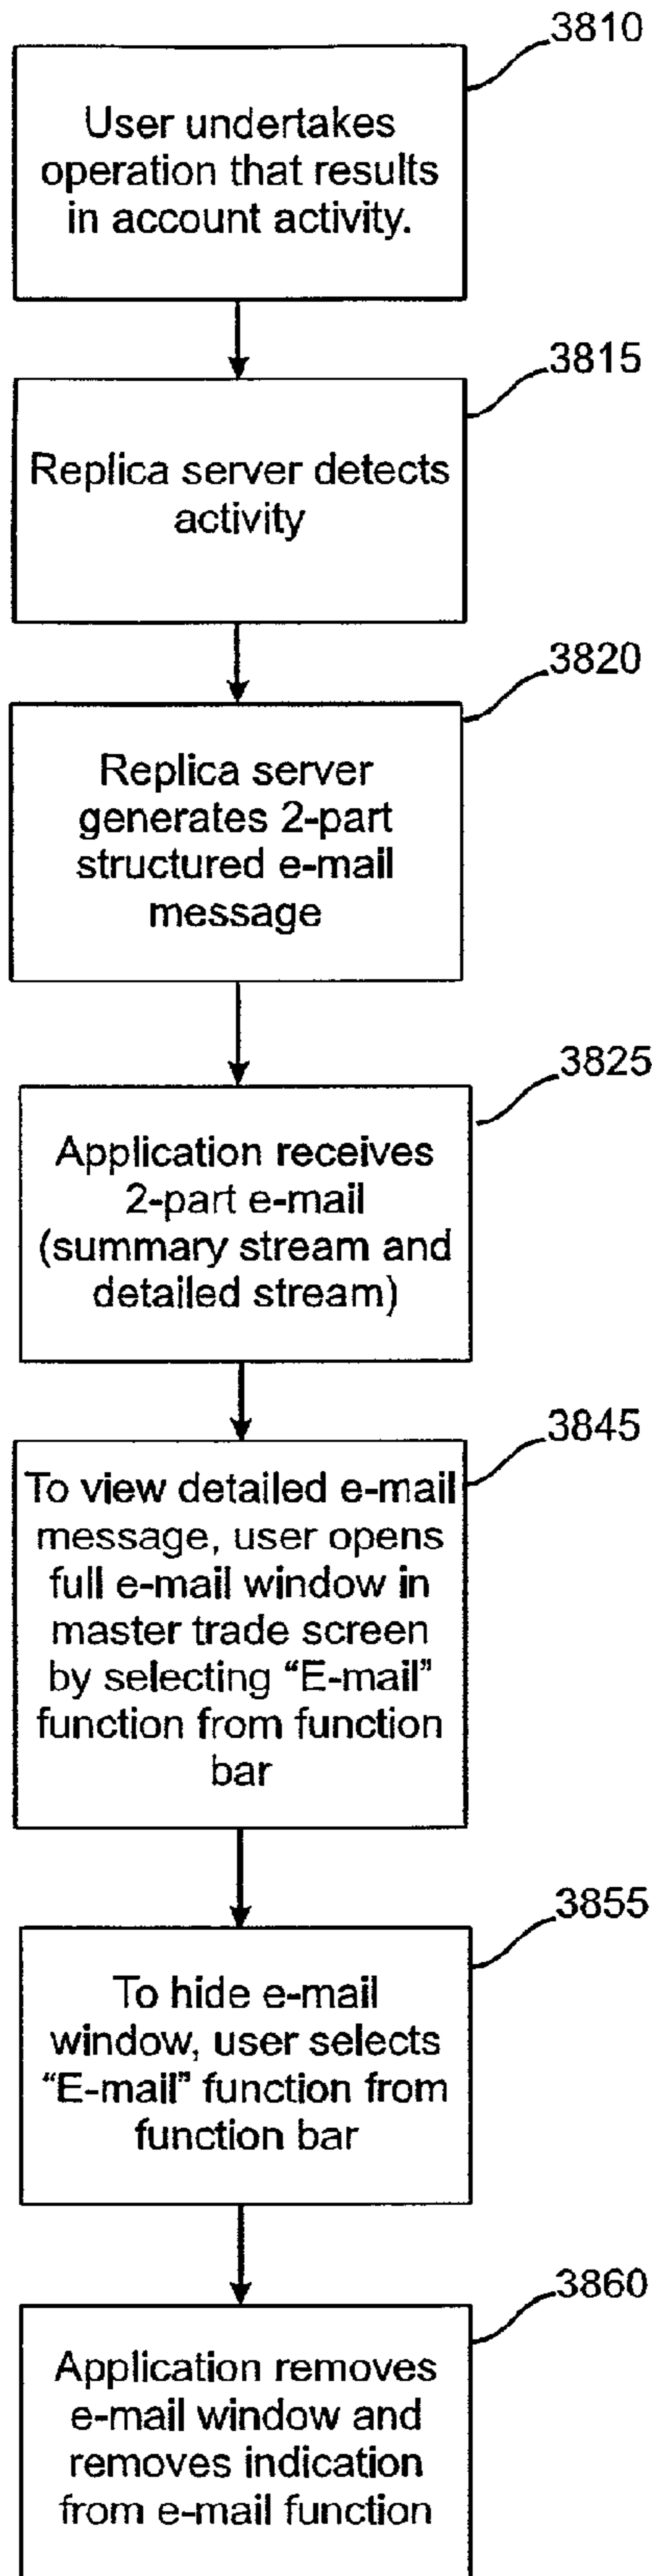 3810
User undertakes
operation that results
in account activity.
3815
Replica server detects
activity
3820
Replica server
generates 2-part
structured e-mail
message
3825
Application receives
2-part e-mail
(summary stream and
detailed stream)
3845
To view detailed e-mail
message, user opens
full e-mail window in
master trade screen
by selecting “E-mail”
function from function
bar
3855
To hide e-mail
window, user selects
“E-mail” function from
function bar
3860
Application removes
e-mail window and
removes indication
from e-mail function